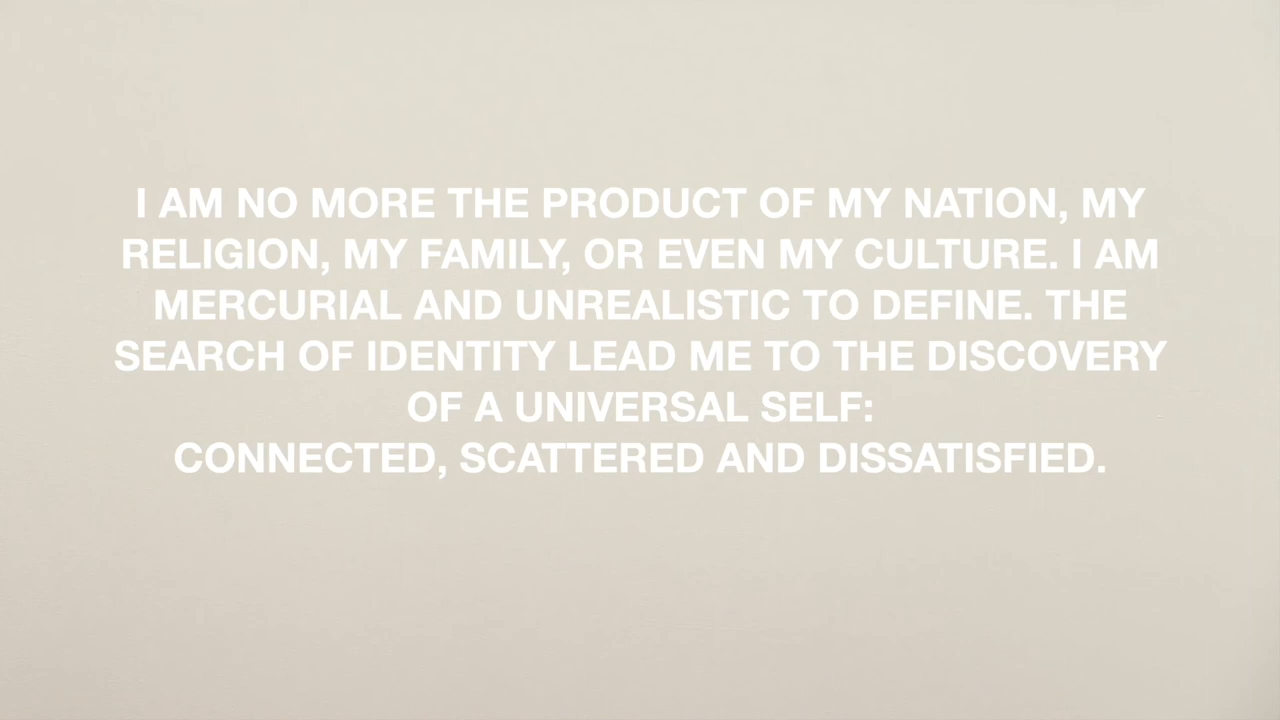 I AM NO MORE THE PRODUCT OF MY NATION, MY
RELIGION, MY FAMILY, OR EVEN MY CULTURE. I AM
MERCURIAL AND UNREALISTIC TO DEFINE. THE
SEARCH OF IDENTITY LEAD ME TO THE DISCOVERY
OF A UNIVERSAL SELF:
CONNECTED, SCATTERED AND DISSATISFIED.